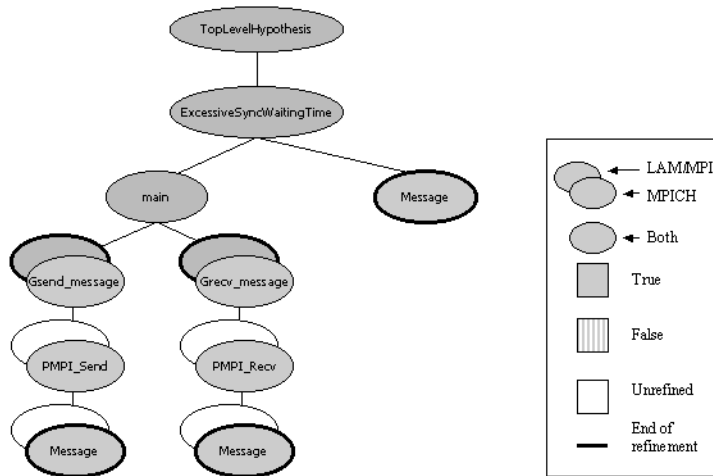 TopLevelHypothesis
ExcessiveSyncWaitingTime
main
Message
Gsend_message
Grecv_message
PMPI_Send
PMPI_Recv
Message
Message
LAM/MPI
MPICH
Both
True
False
Unrefined
End of
refinement